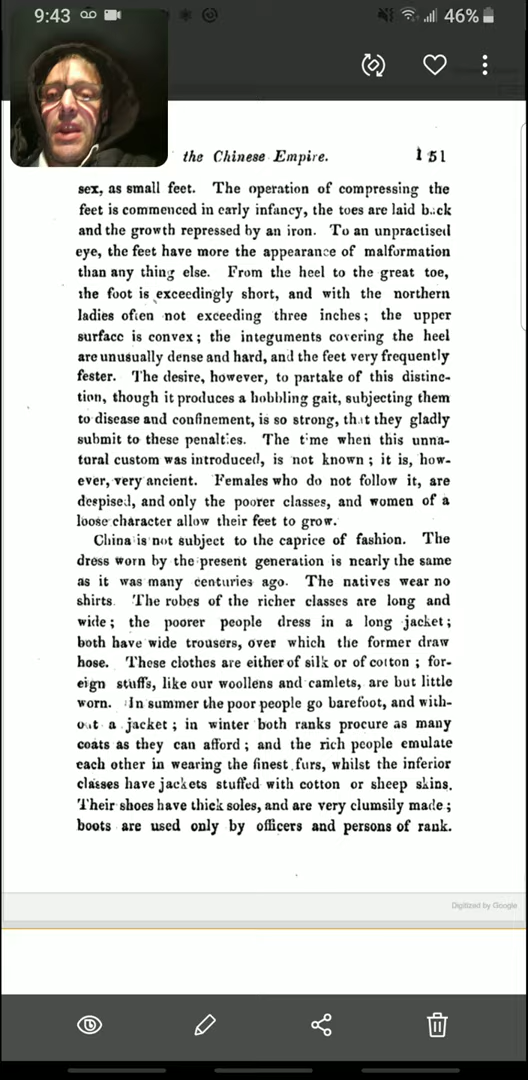 9:43
46%
the Chinese Empire. 151
sex, as small feet. The operation of compressing the
feet is commenced in early infancy, the toes are laid back
and the growth repressed by an iron. To an unpractised
eye, the feet have more the appearance of malformation
than any thing else. From the heel to the great toe,
the foot is exceedingly short, and with the northern
ladies often not exceeding three inches; the upper
surface is convex; the integuments covering the heel
are unusually dense and hard, and the feet very frequently
fester. The desire, however, to partake of this distinc-
tion, though it produces a hobbling gait, subjecting them
to disease and confinement, is so strong, that they gladly
submit to these penalties. The time when this unna-
tural custom was introduced, is not known; it is, how-
ever, very ancient. Females who do not follow it, are
despised, and only the poorer classes, and women of a
loose character allow their feet to grow.
China is not subject to the caprice of fashion. The
dress worn by the present generation is nearly the same
as it was many centuries ago. The natives wear no
shirts. The robes of the richer classes are long and
wide; the poorer people dress in a long jacket;
both have wide trousers, over which the former draw
hose. These clothes are either of silk or of cotton; for-
eign stuffs, like our woollens and camlets, are but little
worn. In summer the poor people go barefoot, and with-
out a jacket; in winter both ranks procure as many
coats as they can afford; and the rich people emulate
each other in wearing the finest furs, whilst the inferior
classes have jackets stuffed with cotton or sheep skins.
Their shoes have thick soles, and are very clumsily made;
boots are used only by officers and persons of rank.
Digitized by Google